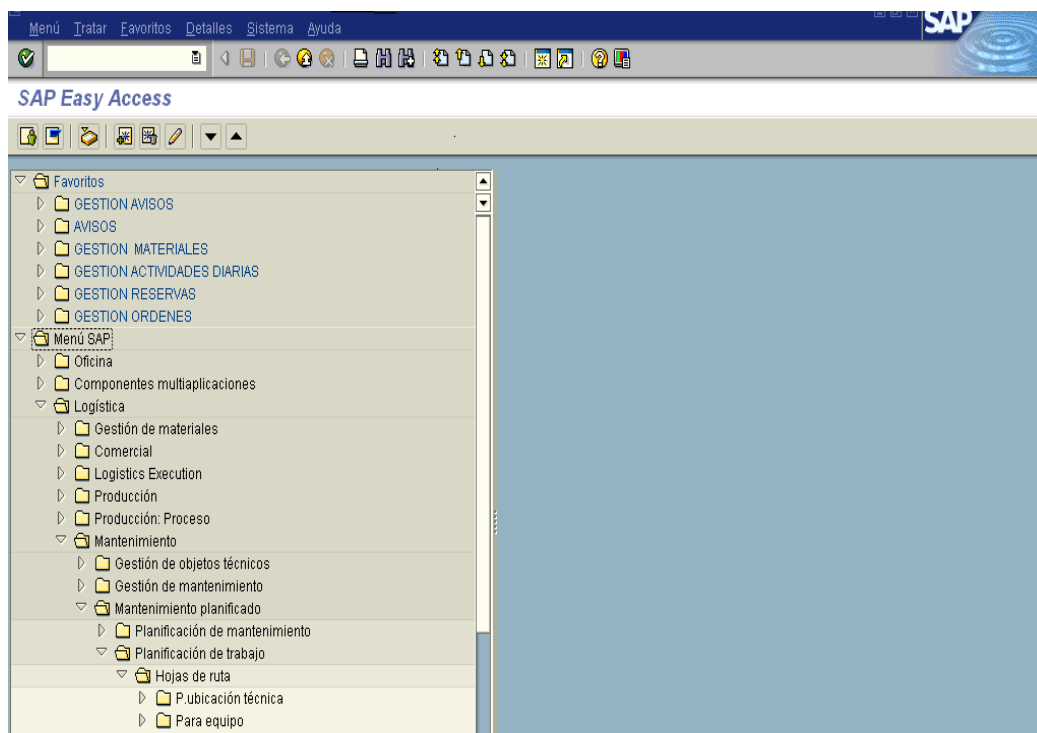 Menú Tratar Favoritos Detalles Sistema Ayuda
SAP
SAP Easy Access
Favoritos
GESTION AVISOS
AVISOS
GESTION MATERIALES
GESTION ACTIVIDADES DIARIAS
GESTION RESERVAS
GESTION ORDENES
Menú SAP
Oficina
Componentes multiaplicaciones
Logística
Gestión de materiales
Comercial
Logistics Execution
Producción
Producción: Proceso
Mantenimiento
Gestión de objetos técnicos
Gestión de mantenimiento
Mantenimiento planificado
Planificación de mantenimiento
Planificación de trabajo
Hojas de ruta
P.ubicación técnica
Para equipo